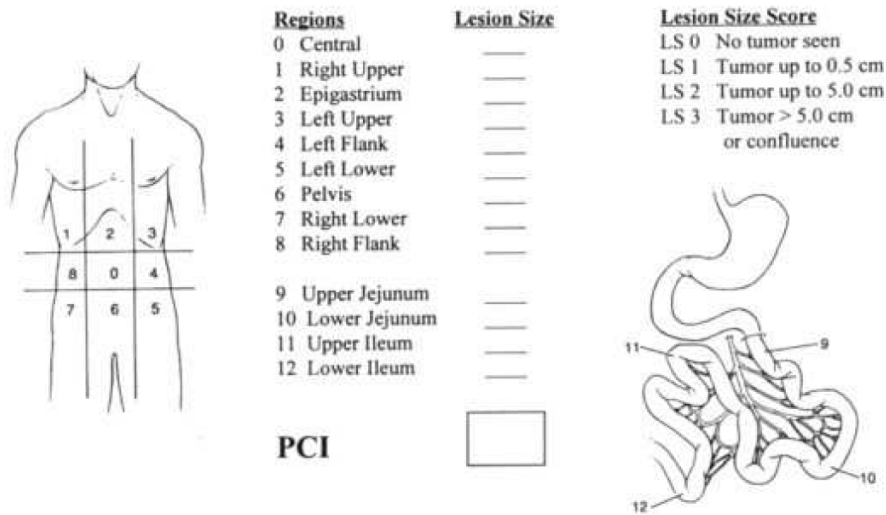 Regions
0 Central
1 Right Upper
2 Epigastrium
3 Left Upper
4 Left Flank
5 Left Lower
6 Pelvis
7 Right Lower
8 Right Flank
9 Upper Jejunum
10 Lower Jejunum
11 Upper Ileum
12 Lower Ileum
PCI
Lesion Size
Lesion Size Score
LS 0 No tumor seen
LS 1 Tumor up to 0.5 cm
LS 2 Tumor up to 5.0 cm
LS 3 Tumor > 5.0 cm
or confluence
1 2 3
8 0 4
7 6 5
11
9
10
12